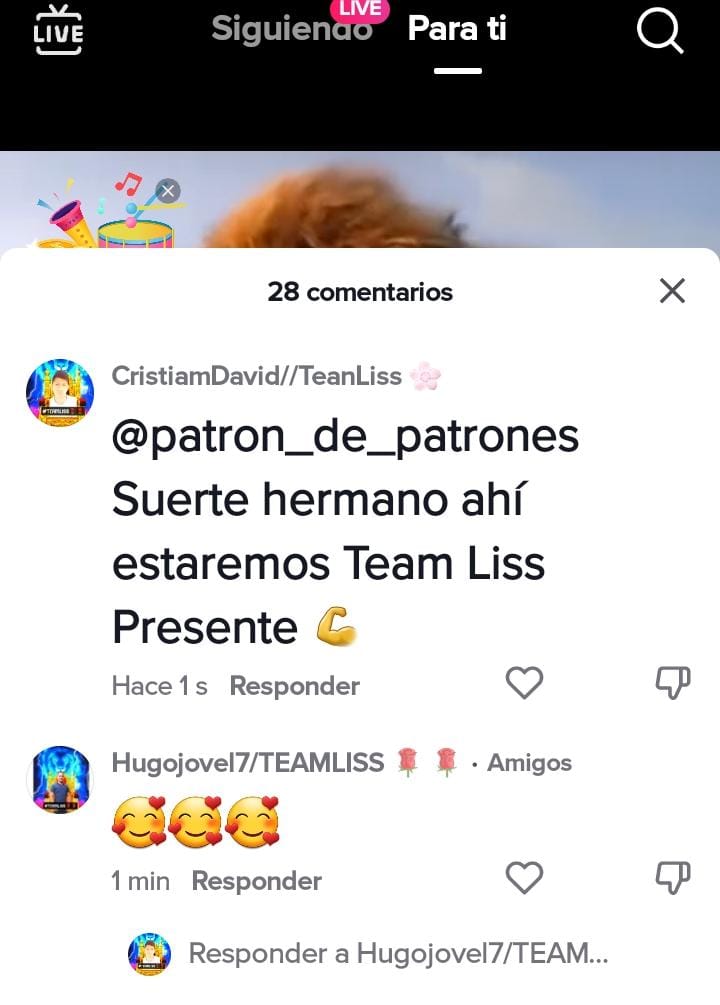 LIVE
Siguiendo
LIVE
Para ti
28 comentarios
CristiamDavid//TeanLiss 🌸
@patron_de_patrones
Suerte hermano ahí
estaremos Team Liss
Presente 💪
Hace 1 s Responder
Hugojovel7/TEAMLISS 🌹 🌹 · Amigos
🥰🥰🥰
1 min Responder
Responder a Hugojovel7/TEAM...